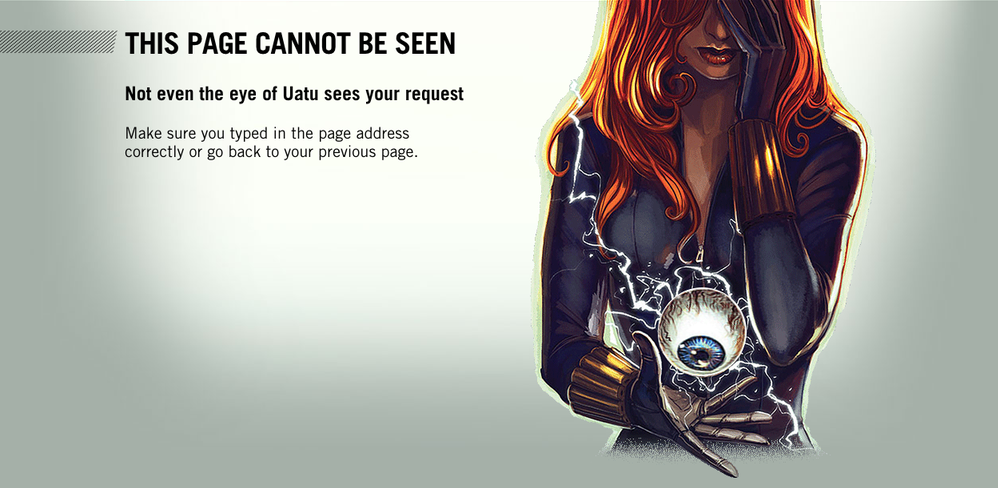 THIS PAGE CANNOT BE SEEN
Not even the eye of Uatu sees your request
Make sure you typed in the page address
correctly or go back to your previous page.